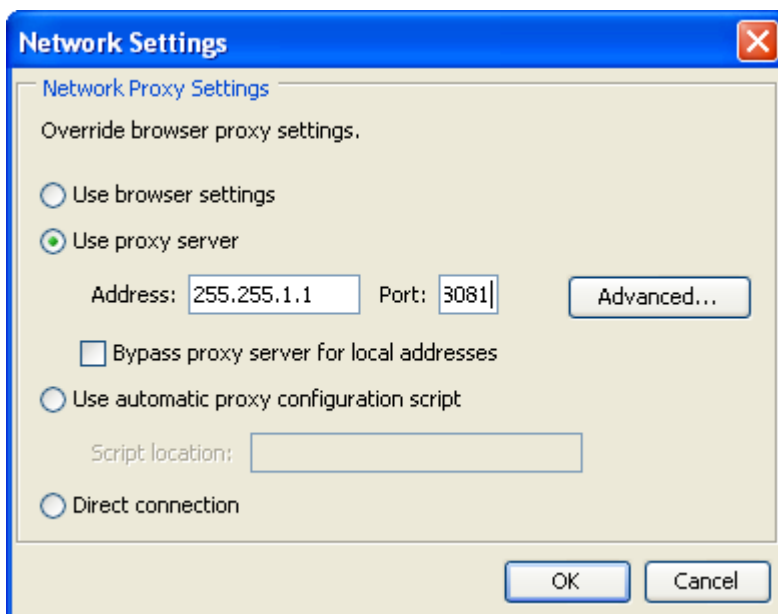 Network Settings
Network Proxy Settings
Override browser proxy settings.
Use browser settings
Use proxy server
Address: 255.255.1.1 Port: 8081 Advanced...
Bypass proxy server for local addresses
Use automatic proxy configuration script
Script location:
Direct connection
OK Cancel